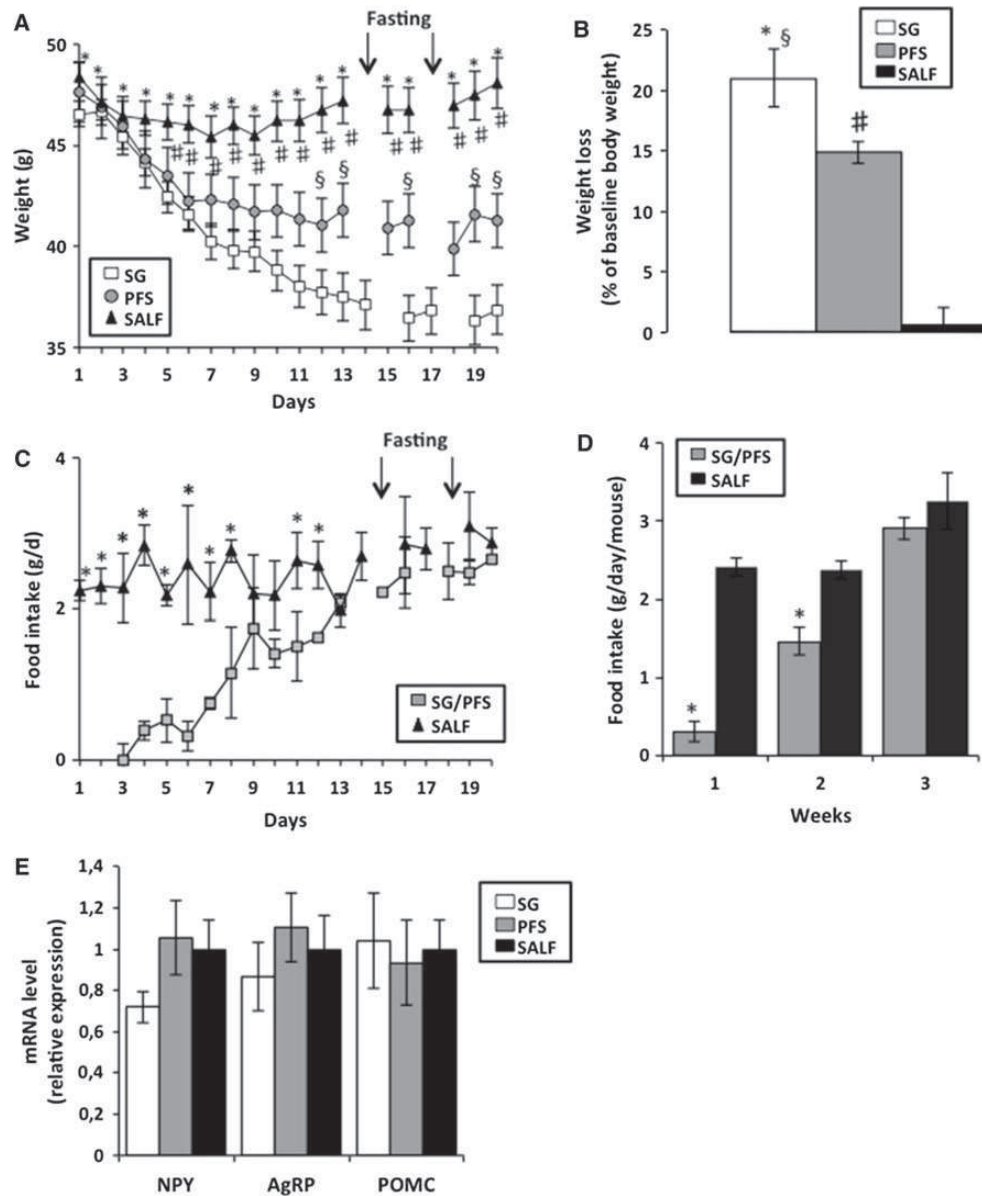 A
Fasting
* * * * * * * * * * * * * * * * * *
# # # # # # # # # # # # # #
§ § § § §
50
45
40
35
Weight (g)
SG
PFS
SALF
1 3 5 7 9 11 13 15 17 19
Days
B
* §
#
SG
PFS
SALF
25
20
15
10
5
0
Weight loss
(% of baseline body weight)
C
Fasting
* * * * * * * * * *
4
2
0
Food intake (g/d)
SG/PFS
SALF
1 3 5 7 9 11 13 15 17 19
Days
D
SG/PFS
SALF
4
3
2
1
0
Food intake (g/day/mouse)
* *
1 2 3
Weeks
E
1,4
1,2
1
0,8
0,6
0,4
0,2
0
mRNA level
(relative expression)
SG
PFS
SALF
NPY AgRP POMC